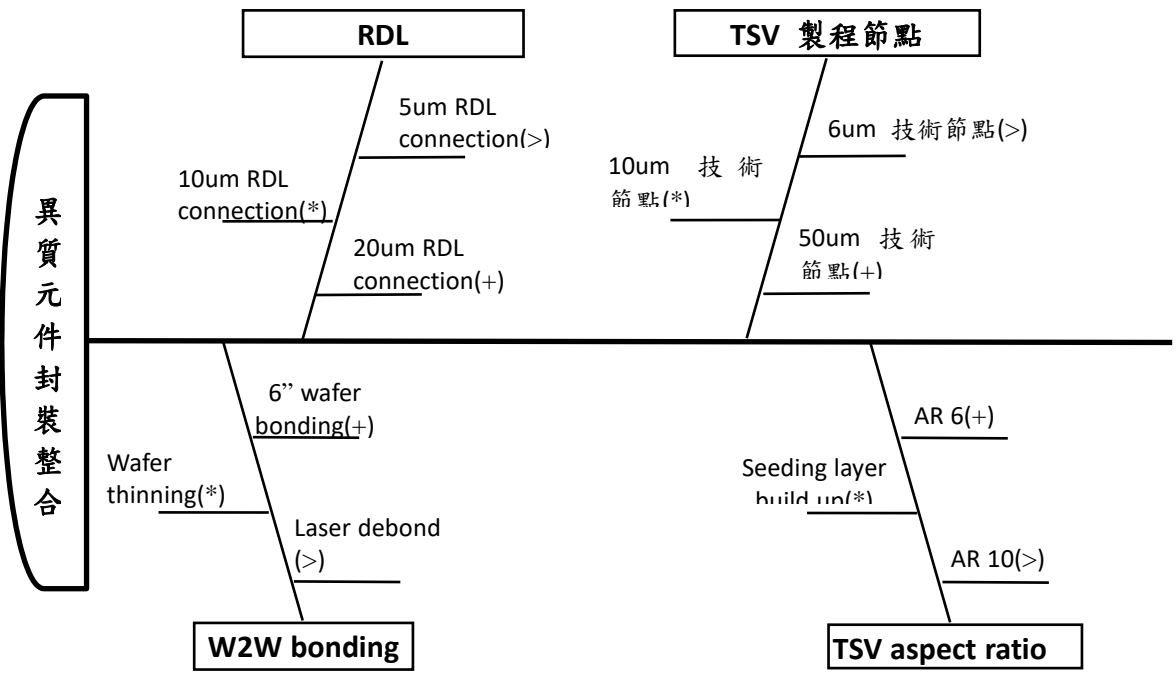 RDL
TSV 製程節點
5um RDL
connection(>)
10um RDL
connection(*)
20um RDL
connection(+)
6um 技術節點(>)
10um 技術
節點(*)
50um 技術
節點(+)
異質元件封裝整合
6” wafer
bonding(+)
Wafer
thinning(*)
Laser debond
(>)
AR 6(+)
Seeding layer
build up(*)
AR 10(>)
W2W bonding
TSV aspect ratio